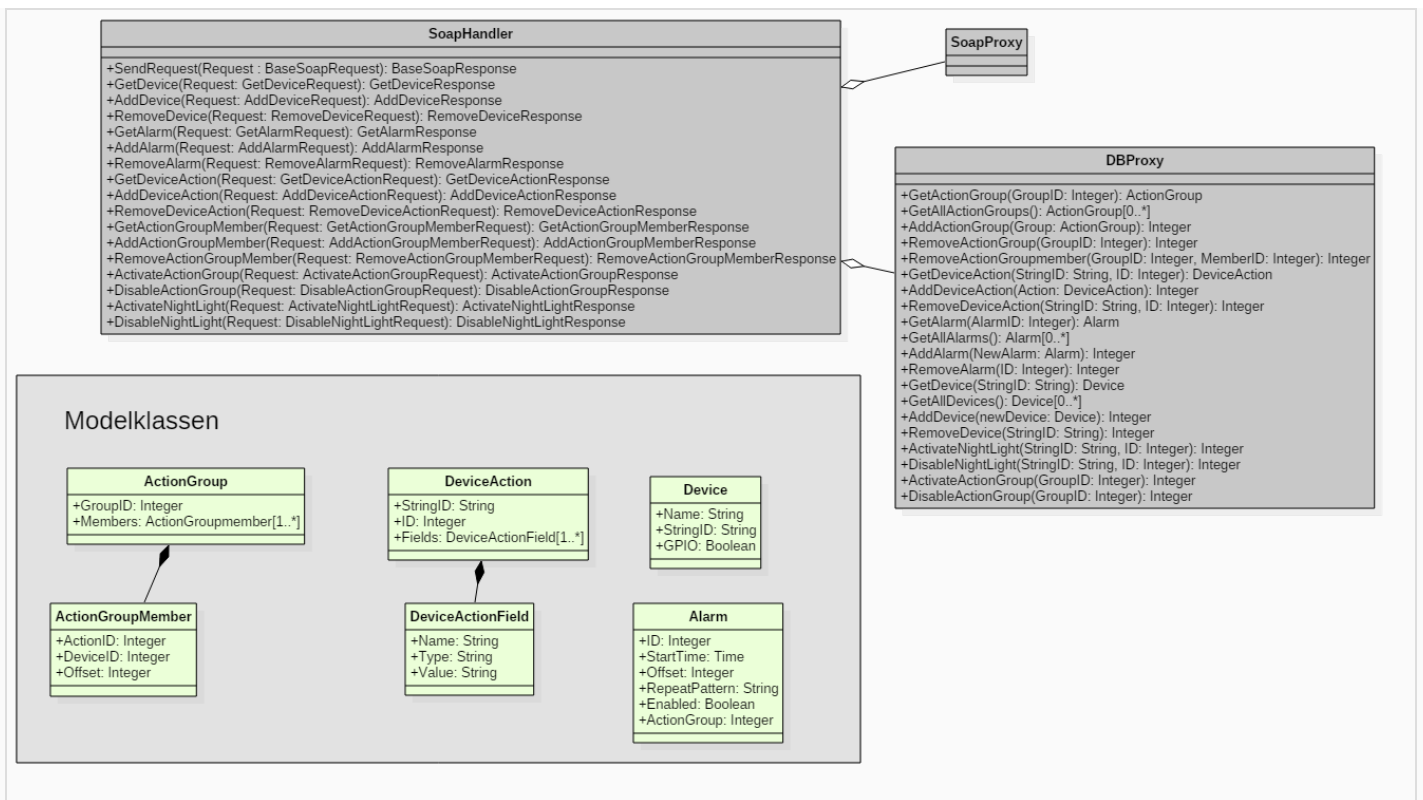 SoapHandler
+SendRequest(Request : BaseSoapRequest): BaseSoapResponse
+GetDevice(Request: GetDeviceRequest): GetDeviceResponse
+AddDevice(Request: AddDeviceRequest): AddDeviceResponse
+RemoveDevice(Request: RemoveDeviceRequest): RemoveDeviceResponse
+GetAlarm(Request: GetAlarmRequest): GetAlarmResponse
+AddAlarm(Request: AddAlarmRequest): AddAlarmResponse
+RemoveAlarm(Request: RemoveAlarmRequest): RemoveAlarmResponse
+GetDeviceAction(Request: GetDeviceActionRequest): GetDeviceActionResponse
+AddDeviceAction(Request: AddDeviceActionRequest): AddDeviceActionResponse
+RemoveDeviceAction(Request: RemoveDeviceActionRequest): RemoveDeviceActionResponse
+GetActionGroupMember(Request: GetActionGroupMemberRequest): GetActionGroupMemberResponse
+AddActionGroupMember(Request: AddActionGroupMemberRequest): AddActionGroupMemberResponse
+RemoveActionGroupMember(Request: RemoveActionGroupMemberRequest): RemoveActionGroupMemberResponse
+ActivateActionGroup(Request: ActivateActionGroupRequest): ActivateActionGroupResponse
+DisableActionGroup(Request: DisableActionGroupRequest): DisableActionGroupResponse
+ActivateNightLight(Request: ActivateNightLightRequest): ActivateNightLightResponse
+DisableNightLight(Request: DisableNightLightRequest): DisableNightLightResponse
SoapProxy
DBProxy
+GetActionGroup(GroupID: Integer): ActionGroup
+GetAllActionGroups(): ActionGroup[0..*]
+AddActionGroup(Group: ActionGroup): Integer
+RemoveActionGroup(GroupID: Integer): Integer
+RemoveActionGroupmember(GroupID: Integer, MemberID: Integer): Integer
+GetDeviceAction(StringID: String, ID: Integer): DeviceAction
+AddDeviceAction(Action: DeviceAction): Integer
+RemoveDeviceAction(StringID: String, ID: Integer): Integer
+GetAlarm(AlarmID: Integer): Alarm
+GetAllAlarms(): Alarm[0..*]
+AddAlarm(NewAlarm: Alarm): Integer
+RemoveAlarm(ID: Integer): Integer
+GetDevice(StringID: String): Device
+GetAllDevices(): Device[0..*]
+AddDevice(newDevice: Device): Integer
+RemoveDevice(StringID: String): Integer
+ActivateNightLight(StringID: String, ID: Integer): Integer
+DisableNightLight(StringID: String, ID: Integer): Integer
+ActivateActionGroup(GroupID: Integer): Integer
+DisableActionGroup(GroupID: Integer): Integer
Modelklassen
ActionGroup
+GroupID: Integer
+Members: ActionGroupmember[1..*]
DeviceAction
+StringID: String
+ID: Integer
+Fields: DeviceActionField[1..*]
Device
+Name: String
+StringID: String
+GPIO: Boolean
ActionGroupMember
+ActionID: Integer
+DeviceID: Integer
+Offset: Integer
DeviceActionField
+Name: String
+Type: String
+Value: String
Alarm
+ID: Integer
+StartTime: Time
+Offset: Integer
+RepeatPattern: String
+Enabled: Boolean
+ActionGroup: Integer